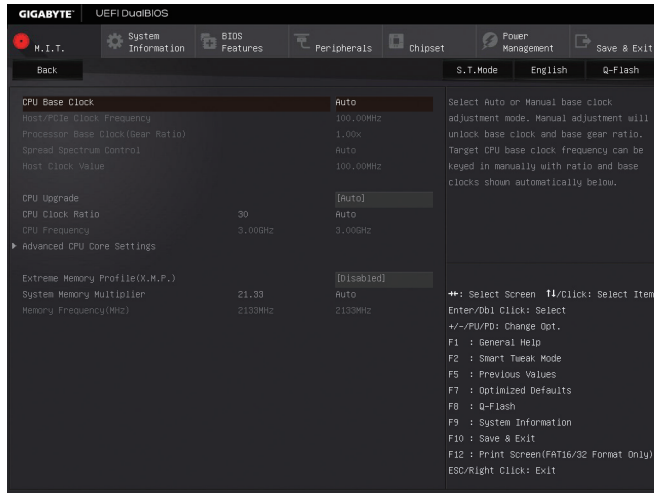 GIGABYTE™ UEFI DualBIOS
M.I.T. System Information BIOS Features Peripherals Chipset Power Management Save & Exit
Back S.T.Mode English Q-Flash
CPU Base Clock Auto
Host/PCIe Clock Frequency 100.00MHz
Processor Base Clock(Gear Ratio) 1.00x
Spread Spectrum Control Auto
Host Clock Value 100.00MHz
CPU Upgrade [Auto]
CPU Clock Ratio 30 Auto
CPU Frequency 3.00GHz 3.00GHz
Advanced CPU Core Settings
Extreme Memory Profile(X.M.P.) [Disabled]
System Memory Multiplier 21.33 Auto
Memory Frequency(MHz) 2133MHz 2133MHz
Select Auto or Manual base clock
adjustment mode. Manual adjustment will
unlock base clock and base gear ratio.
Target CPU base clock frequency can be
keyed in manually with ratio and base
clocks shown automatically below.
→←: Select Screen ↑↓/Click: Select Item
Enter/Dbl Click: Select
+/-/PU/PD: Change Opt.
F1 : General Help
F2 : Smart Tweak Mode
F5 : Previous Values
F7 : Optimized Defaults
F8 : Q-Flash
F9 : System Information
F10 : Save & Exit
F12 : Print Screen(FAT16/32 Format Only)
ESC/Right Click: Exit